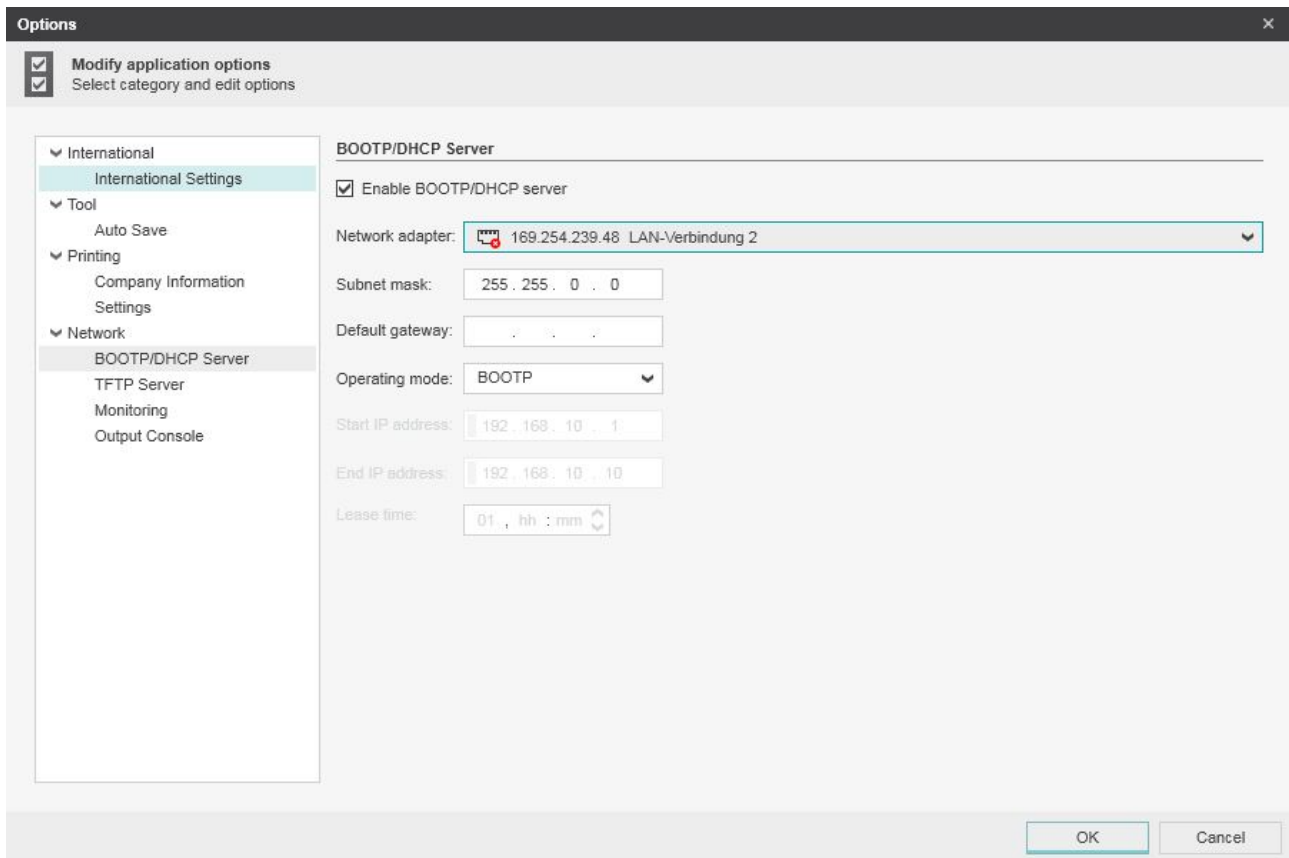 Options
Modify application options
Select category and edit options
International
International Settings
Tool
Auto Save
Printing
Company Information
Settings
Network
BOOTP/DHCP Server
TFTP Server
Monitoring
Output Console
BOOTP/DHCP Server
Enable BOOTP/DHCP server
Network adapter: 169.254.239.48 LAN-Verbindung 2
Subnet mask: 255 . 255 . 0 . 0
Default gateway: . . .
Operating mode: BOOTP
Start IP address: 192 . 168 . 10 . 1
End IP address: 192 . 168 . 10 . 10
Lease time: 01 , hh : mm
OK Cancel